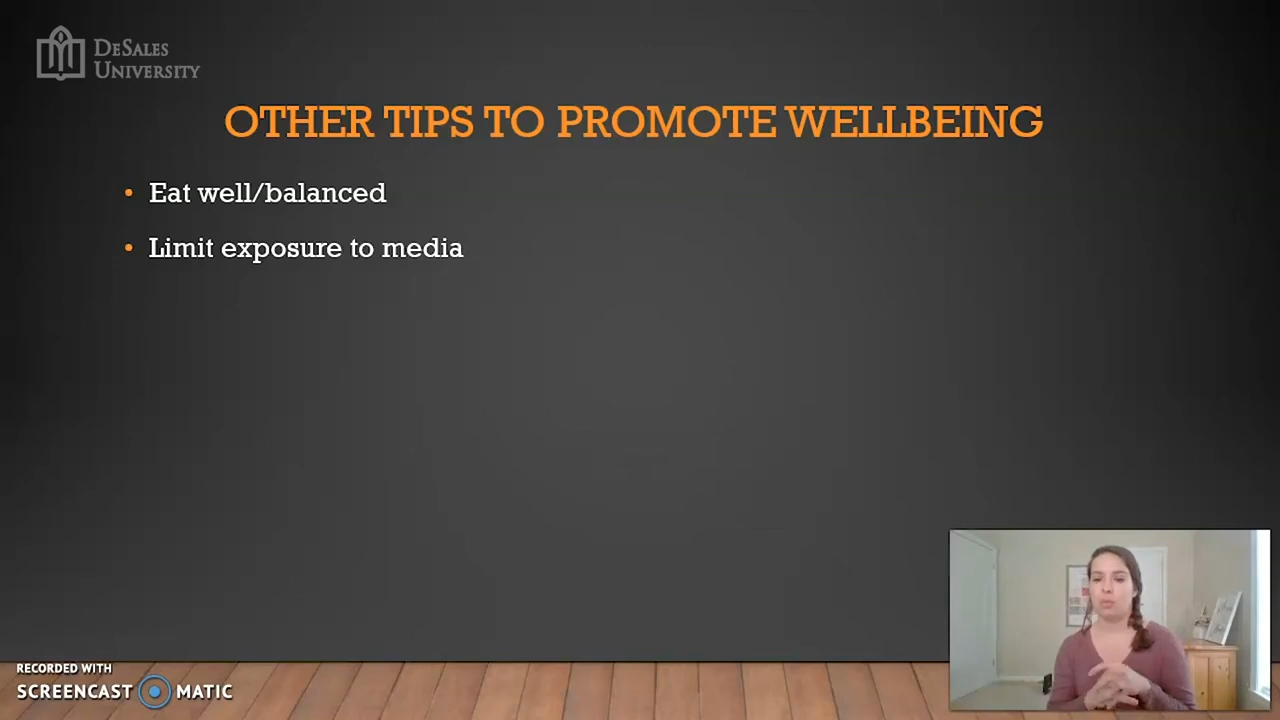 DESALES
UNIVERSITY
OTHER TIPS TO PROMOTE WELLBEING
• Eat well/balanced
• Limit exposure to media
RECORDED WITH
SCREENCAST MATIC